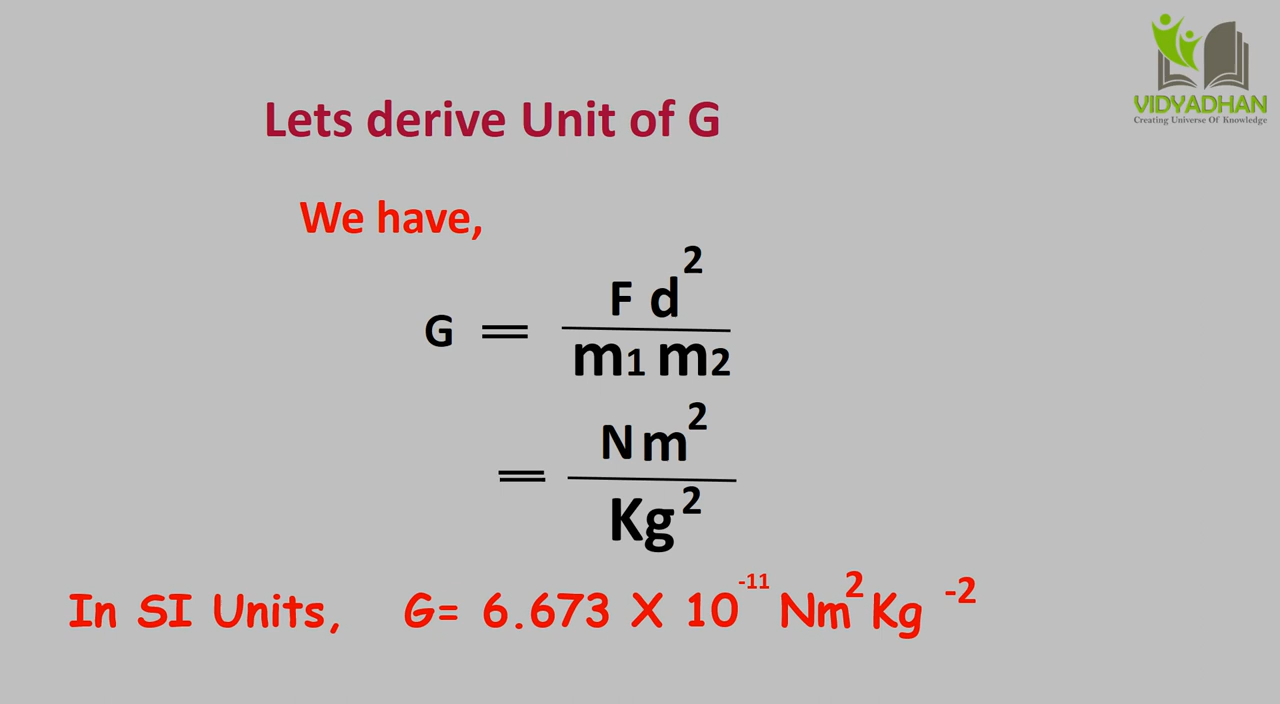 VIDYADHAN
Creating Universe Of Knowledge
Lets derive Unit of G
We have,
G = F d² / m₁ m₂
= Nm² / Kg²
In SI Units, G= 6.673 X 10⁻¹¹ Nm² Kg ⁻²